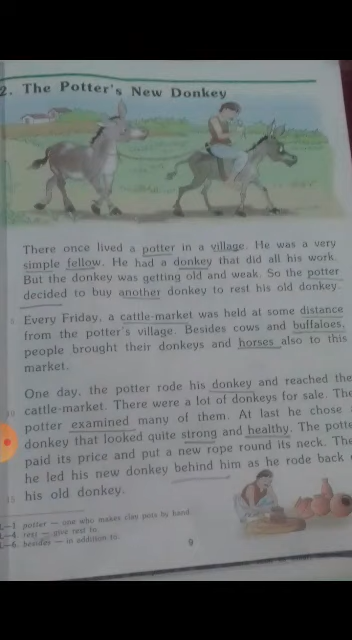 2. The Potter's New Donkey
There once lived a potter in a village. He was a very
simple fellow. He had a donkey that did all his work.
But the donkey was getting old and weak. So the potter
decided to buy another donkey to rest his old donkey.
5 Every Friday, a cattle-market was held at some distance
from the potter's village. Besides cows and buffaloes,
people brought their donkeys and horses also to this
market.
One day, the potter rode his donkey and reached the
10 cattle-market. There were a lot of donkeys for sale. The
potter examined many of them. At last he chose
donkey that looked quite strong and healthy. The potte
paid its price and put a new rope round its neck. The
he led his new donkey behind him as he rode back
15 his old donkey.
L—1. potter — one who makes clay pots by hand.
L—4. rest — give rest to.
L—6. besides — in addition to.
9